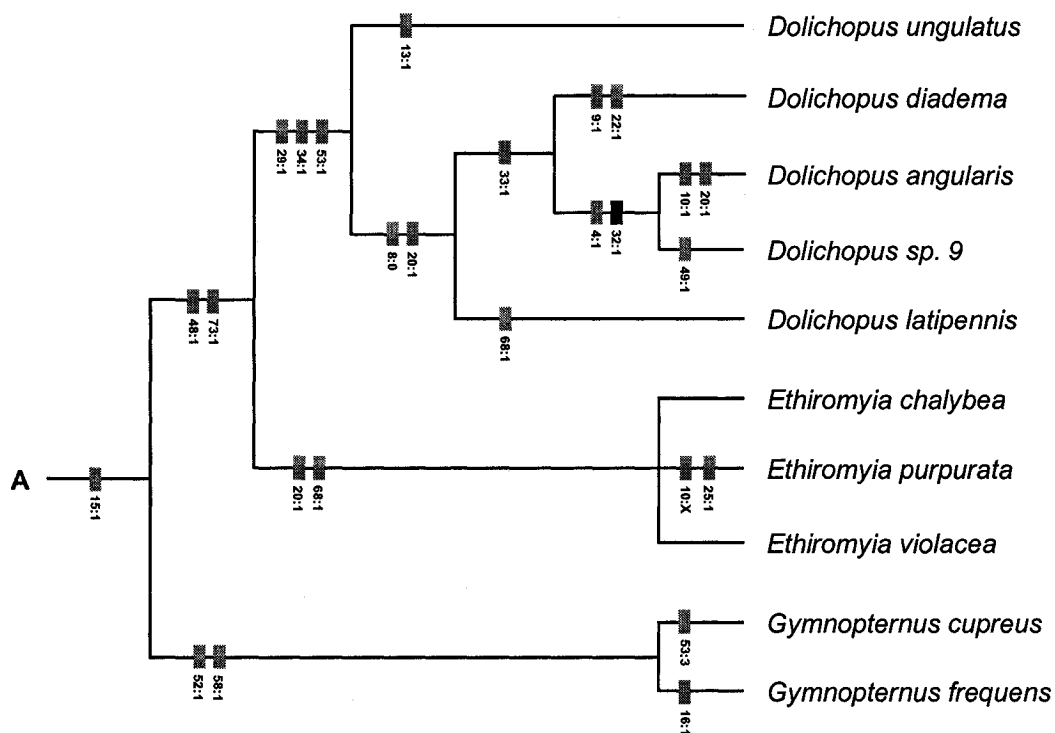 Dolichopus ungulatus
13:1
Dolichopus diadema
9:1 22:1
29:1 34:1 53:1
33:1
Dolichopus angularis
10:1 20:1
4:1 32:1
8:0 20:1
Dolichopus sp. 9
49:1
48:1 73:1
Dolichopus latipennis
68:1
Ethiromyia chalybea
A
15:1
20:1 68:1
Ethiromyia purpurata
10:X 25:1
Ethiromyia violacea
Gymnopternus cupreus
53:3
52:1 58:1
Gymnopternus frequens
16:1